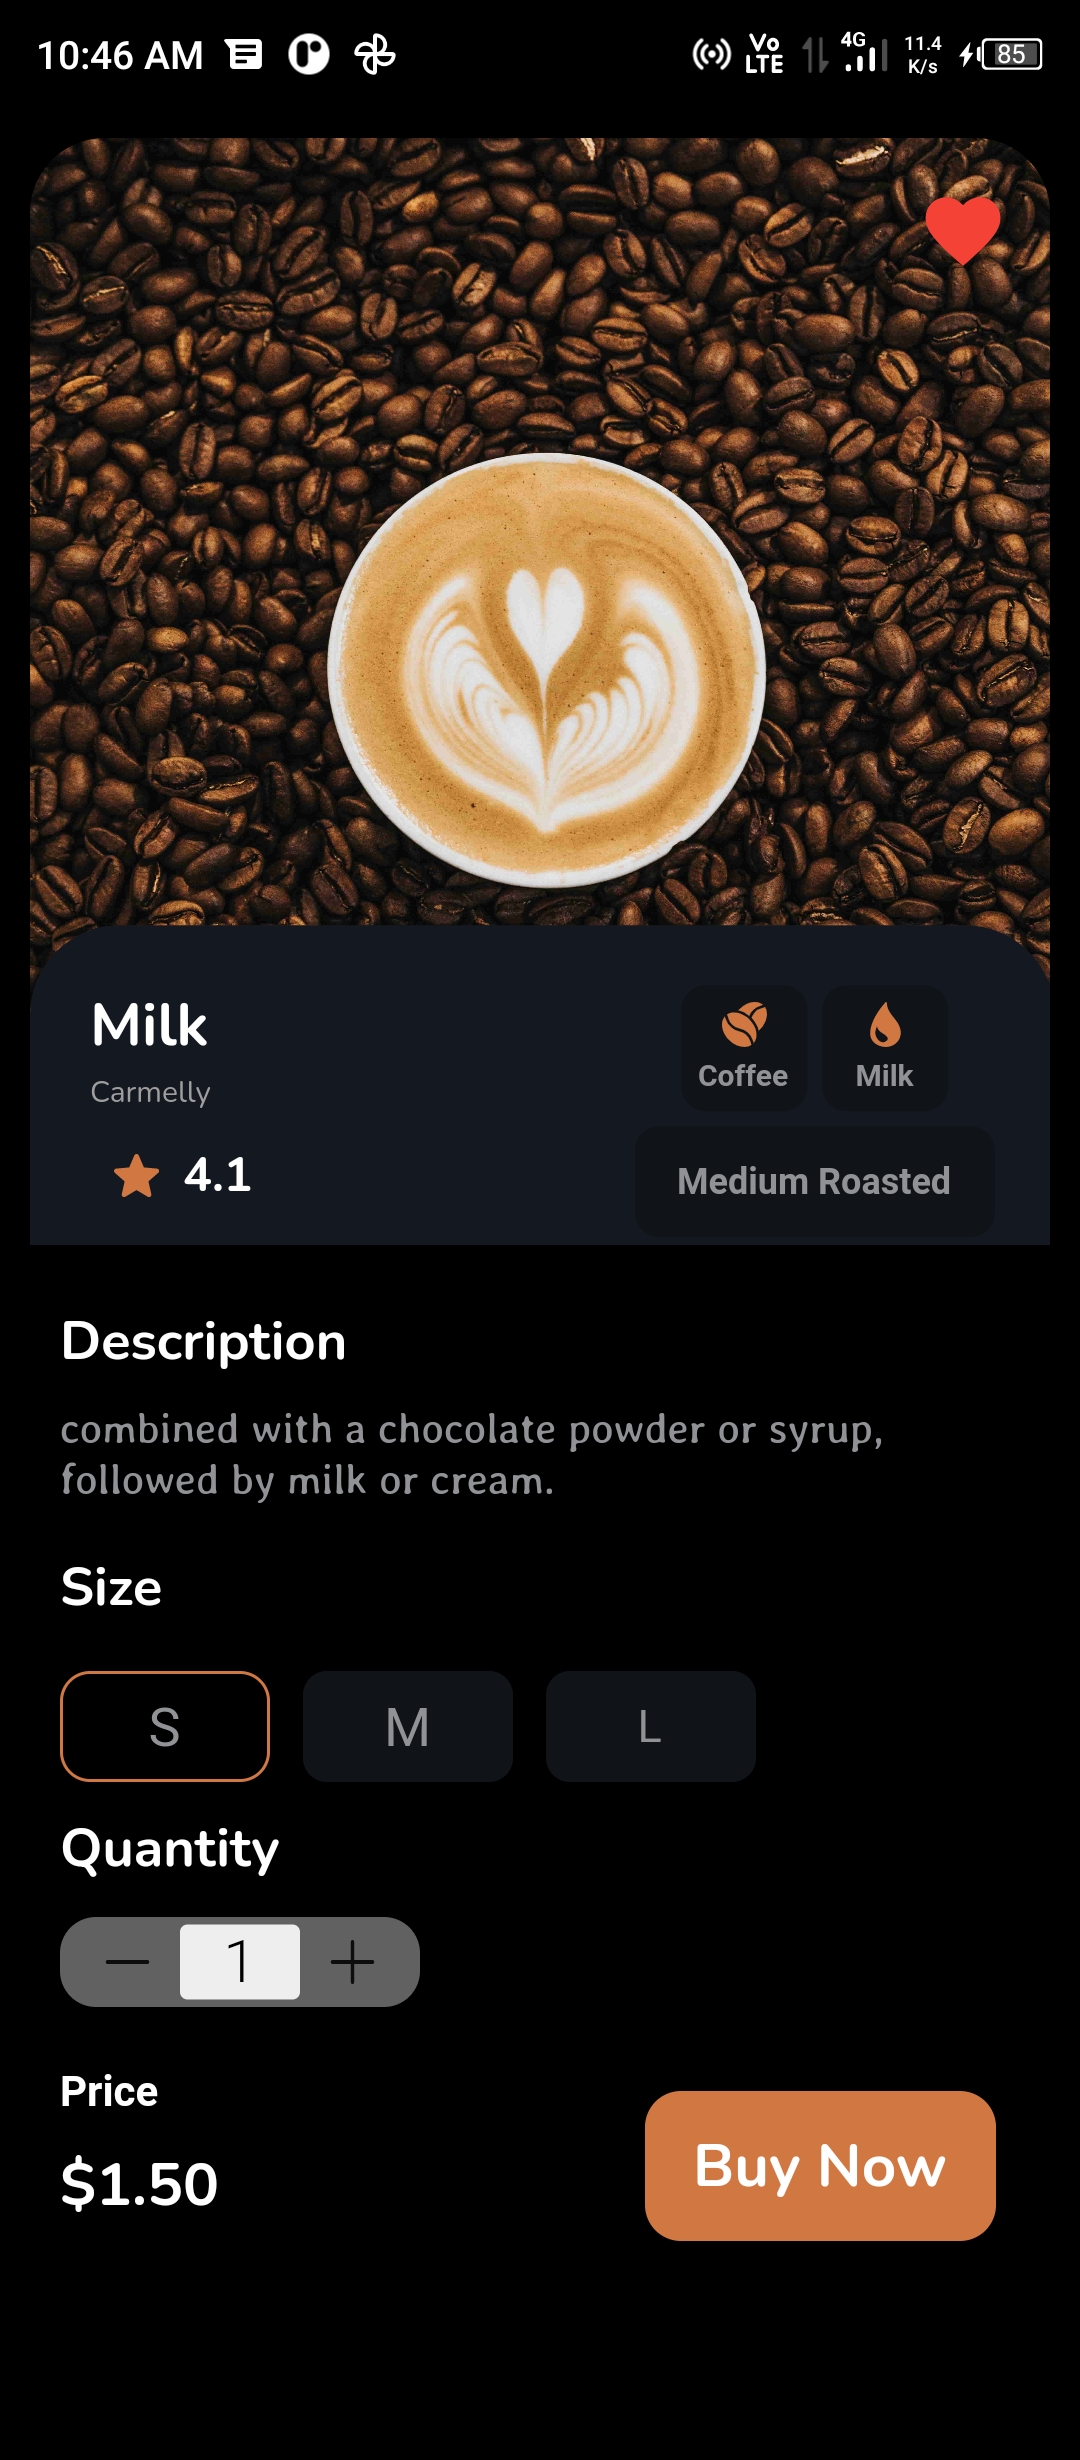 10:46 AM
Vo LTE
4G
11.4 K/s
85
Milk
Carmelly
4.1
Coffee
Milk
Medium Roasted
Description
combined with a chocolate powder or syrup,
followed by milk or cream.
Size
S M L
Quantity
1
Price
$1.50
Buy Now